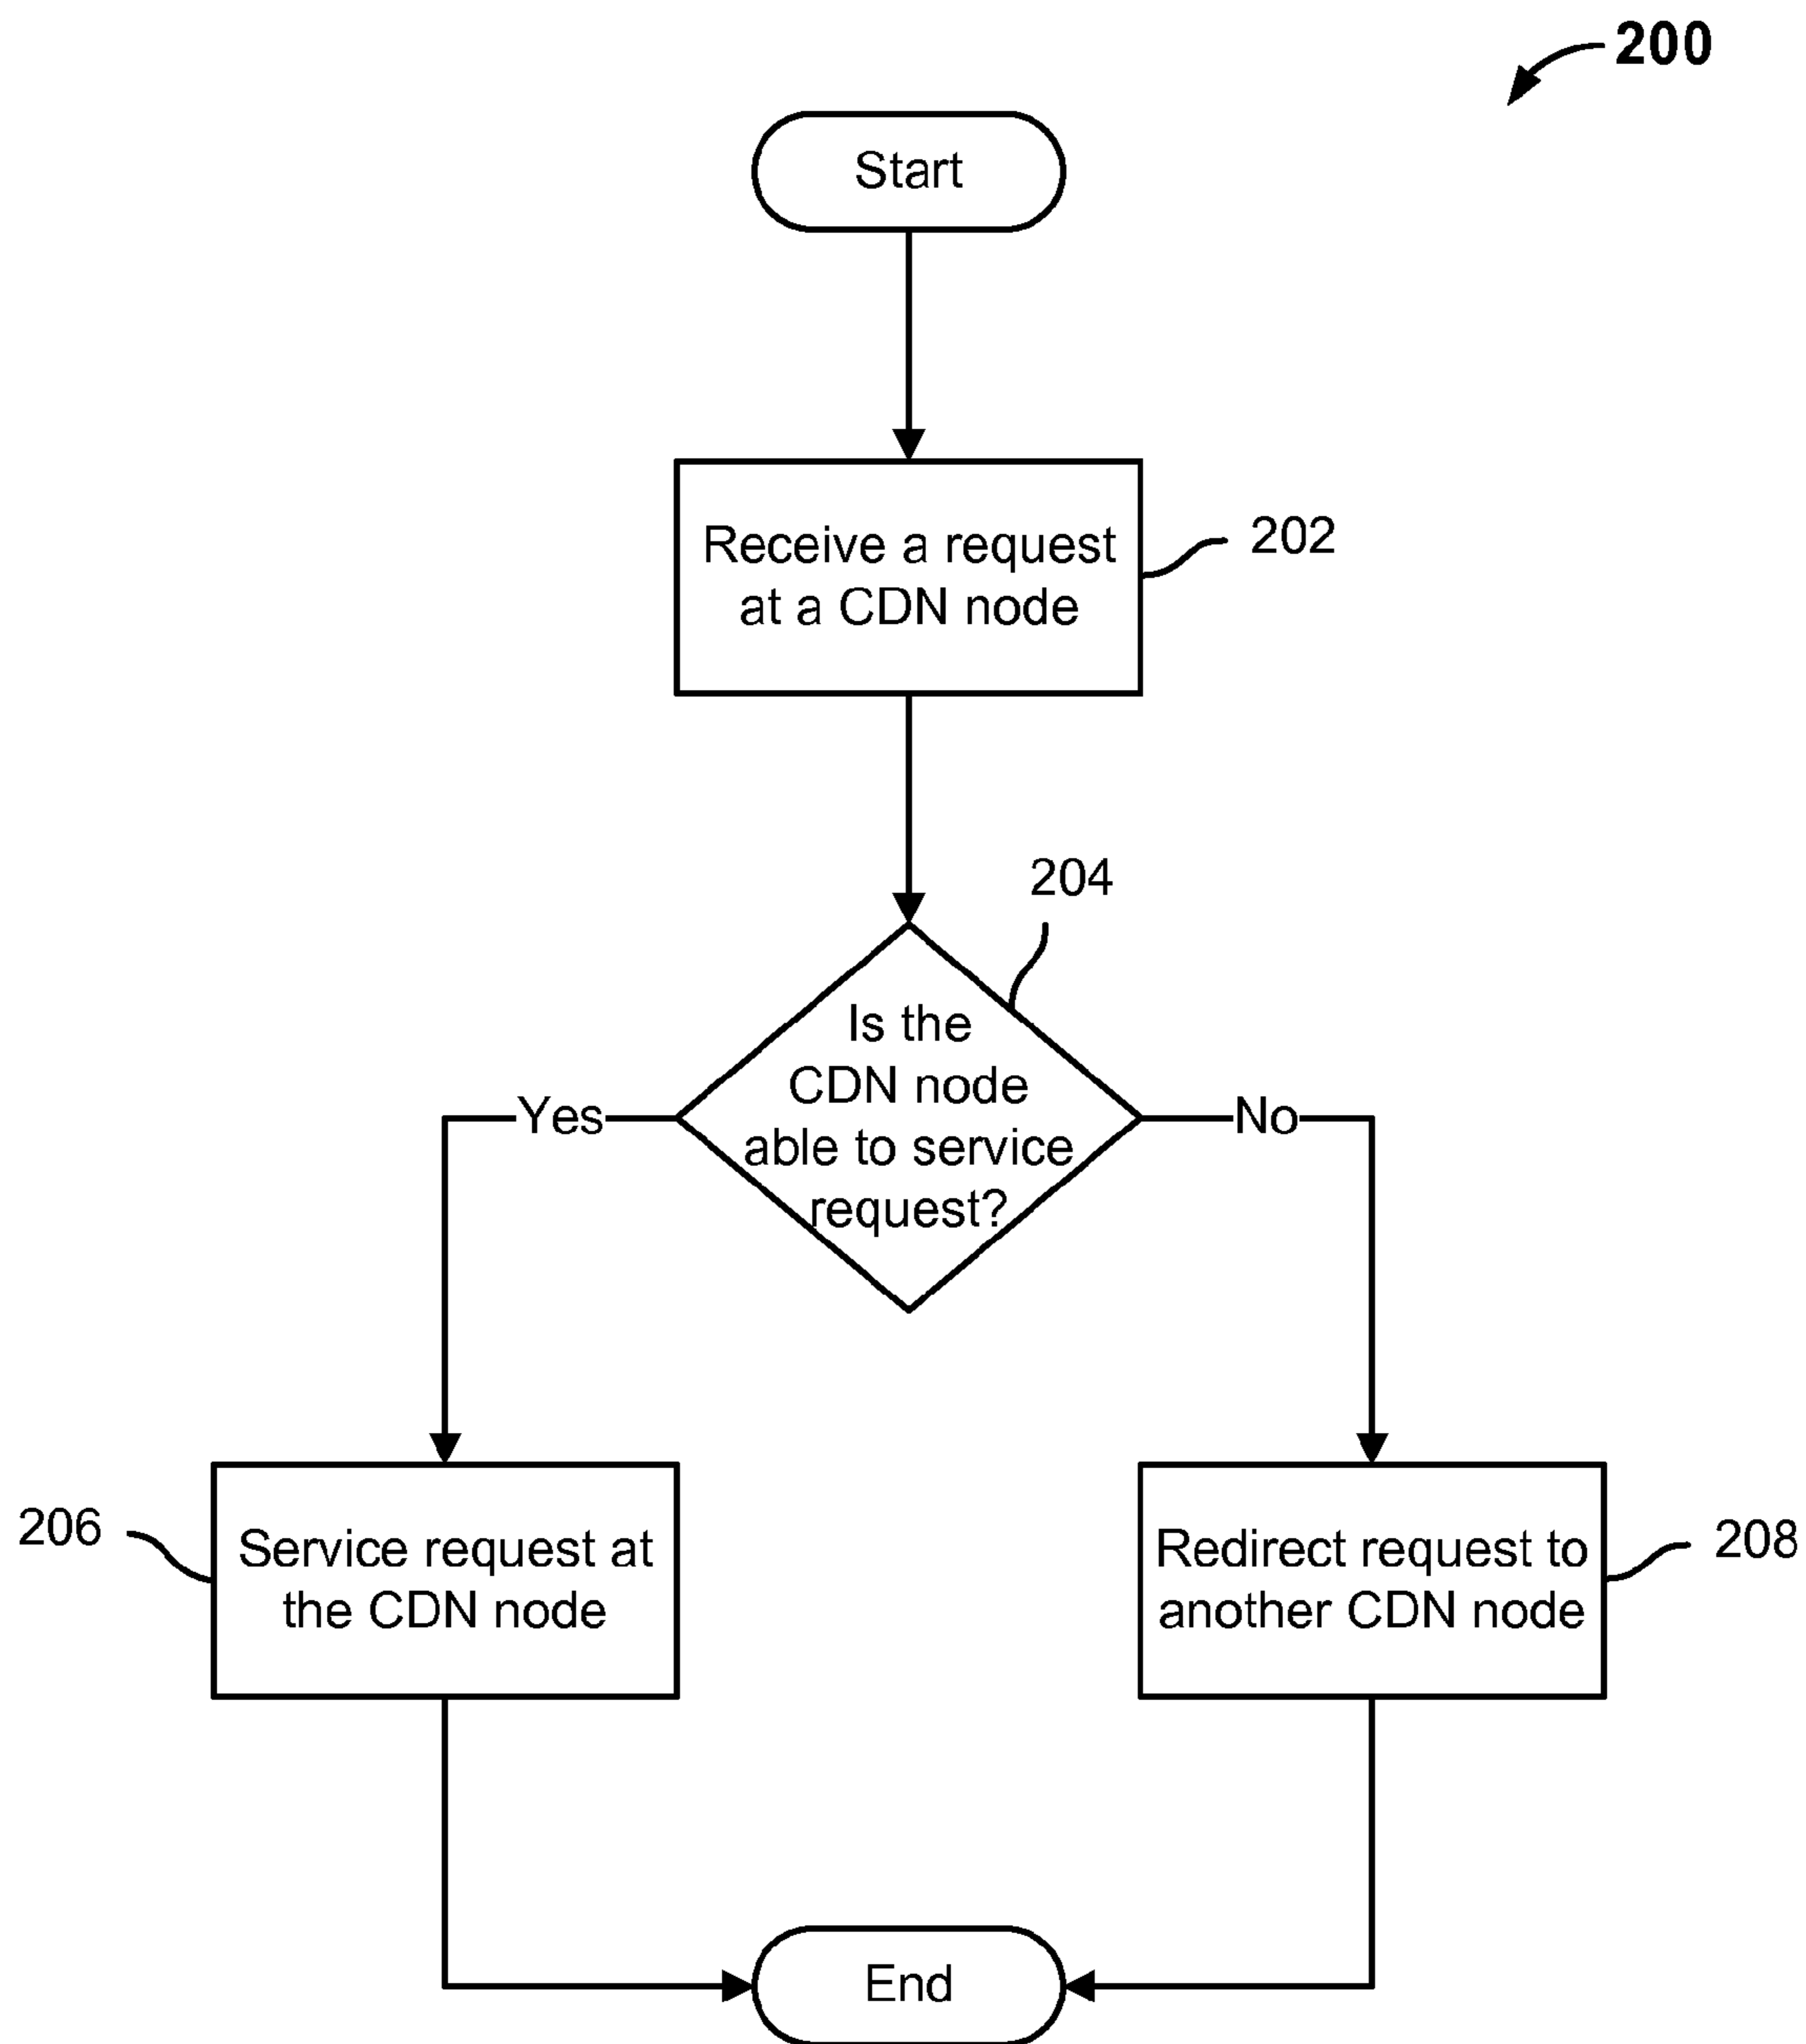 200
Start
Receive a request
at a CDN node
202
204
Is the
CDN node
able to service
request?
Yes
No
206
Service request at
the CDN node
Redirect request to
another CDN node
208
End